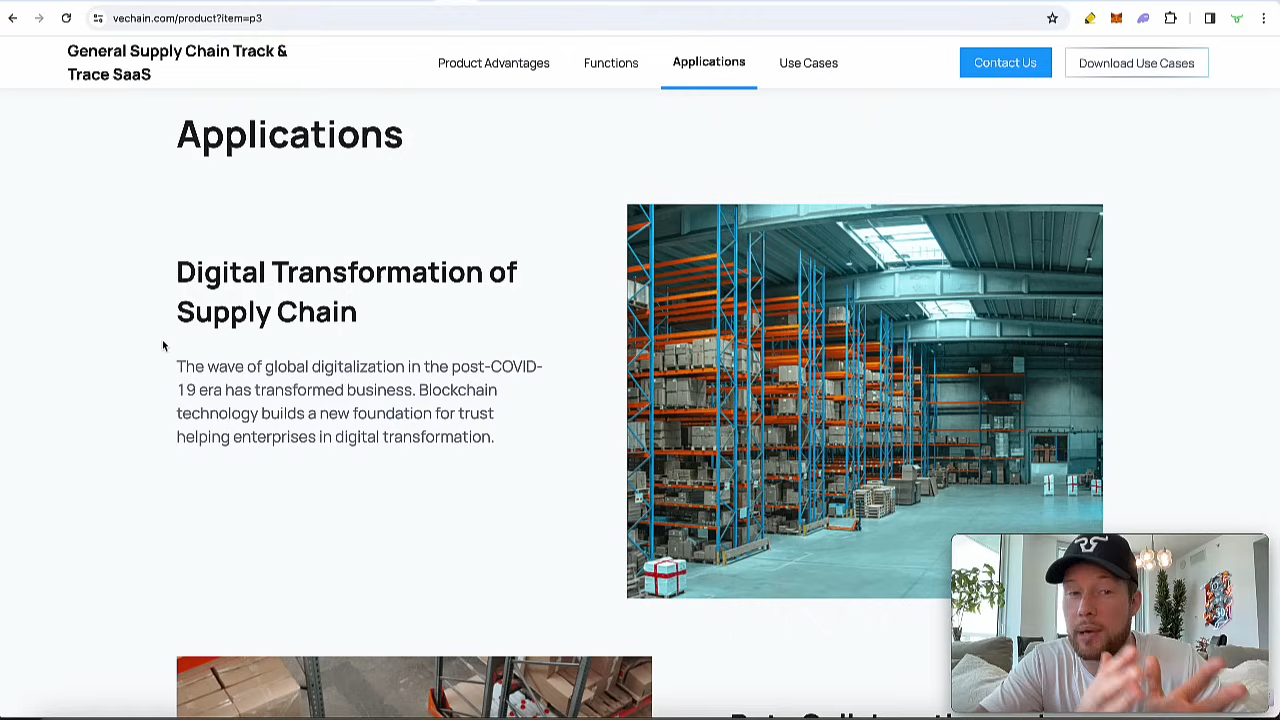 vechain.com/product?item=p3
General Supply Chain Track &
Trace SaaS
Product Advantages
Functions
Applications
Use Cases
Contact Us
Download Use Cases
Applications
Digital Transformation of
Supply Chain
The wave of global digitalization in the post-COVID-
19 era has transformed business. Blockchain
technology builds a new foundation for trust
helping enterprises in digital transformation.